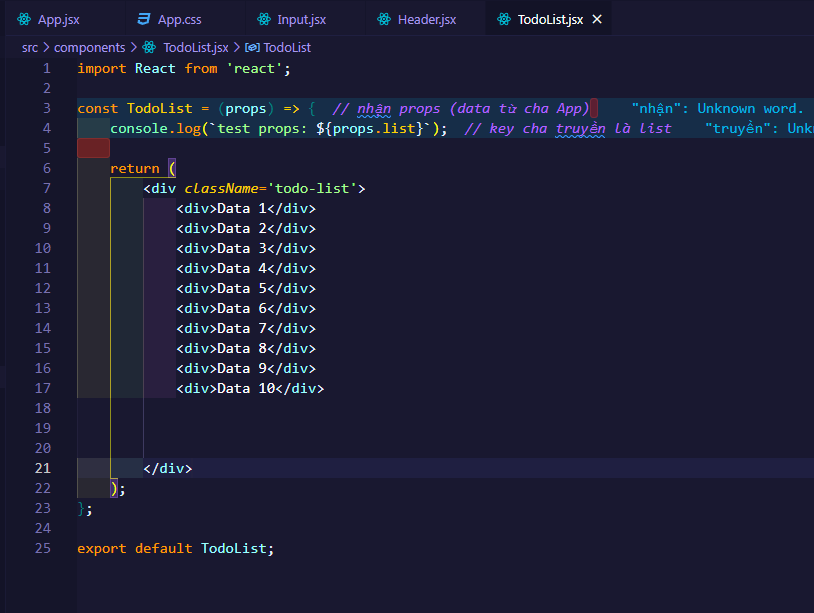 App.jsx App.css Input.jsx Header.jsx TodoList.jsx
src > components > TodoList.jsx > TodoList
1 import React from 'react';
2
3 const TodoList = (props) => { // nhận props (data từ cha App) "nhận": Unknown word.
4 console.log(`test props: ${props.list}`); // key cha truyền là list "truyền": Unk
5
6 return (
7 <div className='todo-list'>
8 <div>Data 1</div>
9 <div>Data 2</div>
10 <div>Data 3</div>
11 <div>Data 4</div>
12 <div>Data 5</div>
13 <div>Data 6</div>
14 <div>Data 7</div>
15 <div>Data 8</div>
16 <div>Data 9</div>
17 <div>Data 10</div>
18
19
20
21 </div>
22 );
23 };
24
25 export default TodoList;